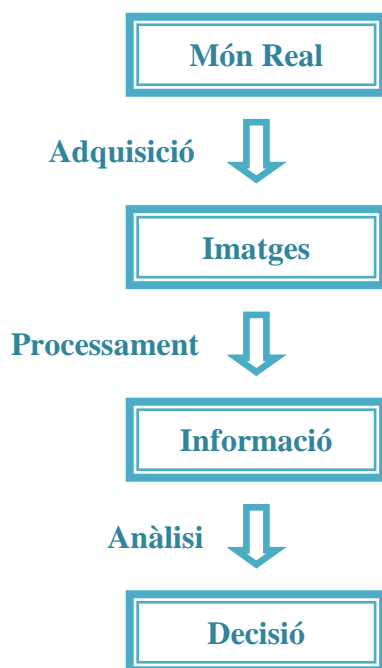 Món Real
Adquisició
Imatges
Processament
Informació
Anàlisi
Decisió